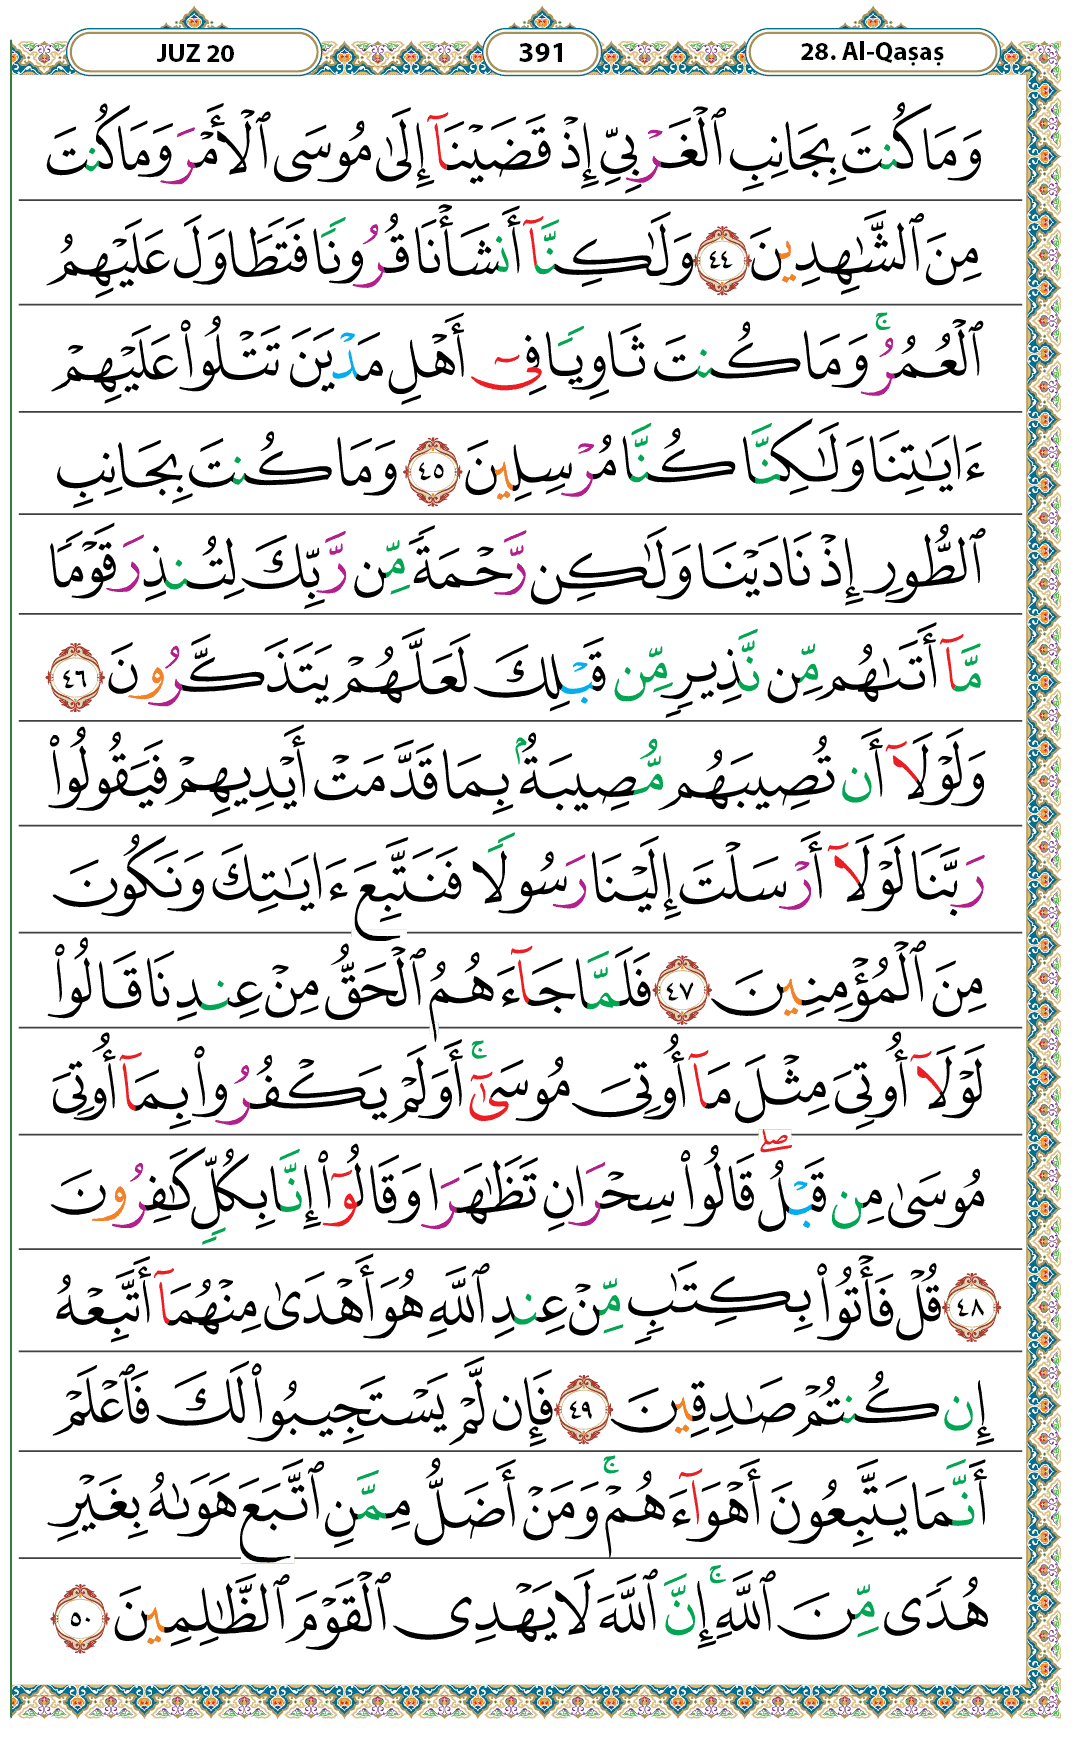 JUZ 20
391
28. Al-Qaṣaṣ
وَمَا كُنتَ بِجَانِبِ ٱلْغَرْبِيِّ إِذْ قَضَيْنَآ إِلَىٰ مُوسَى ٱلْأَمْرَ وَمَا كُنتَ
مِنَ ٱلشَّـٰهِدِينَ ٤٤ وَلَـٰكِنَّآ أَنشَأْنَا قُرُونًا فَتَطَاوَلَ عَلَيْهِمُ
ٱلْعُمُرُ ۚ وَمَا كُنتَ ثَاوِيًا فِىٓ أَهْلِ مَدْيَنَ تَتْلُوا۟ عَلَيْهِمْ
ءَايَـٰتِنَا وَلَـٰكِنَّا كُنَّا مُرْسِلِينَ ٤٥ وَمَا كُنتَ بِجَانِبِ
ٱلطُّورِ إِذْ نَادَيْنَا وَلَـٰكِن رَّحْمَةً مِّن رَّبِّكَ لِتُنذِرَ قَوْمًا
مَّآ أَتَىٰهُم مِّن نَّذِيرٍ مِّن قَبْلِكَ لَعَلَّهُمْ يَتَذَكَّرُونَ ٤٦
وَلَوْلَآ أَن تُصِيبَهُم مُّصِيبَةٌۢ بِمَا قَدَّمَتْ أَيْدِيهِمْ فَيَقُولُوا۟
رَبَّنَا لَوْلَآ أَرْسَلْتَ إِلَيْنَا رَسُولًا فَنَتَّبِعَ ءَايَـٰتِكَ وَنَكُونَ
مِنَ ٱلْمُؤْمِنِينَ ٤٧ فَلَمَّا جَآءَهُمُ ٱلْحَقُّ مِنْ عِندِنَا قَالُوا۟
لَوْلَآ أُوتِىَ مِثْلَ مَآ أُوتِىَ مُوسَىٰٓ ۚ أَوَلَمْ يَكْفُرُوا۟ بِمَآ أُوتِىَ
مُوسَىٰ مِن قَبْلُ ۖ قَالُوا۟ سِحْرَانِ تَظَـٰهَرَا وَقَالُوٓا۟ إِنَّا بِكُلٍّ كَـٰفِرُونَ
٤٨ قُلْ فَأْتُوا۟ بِكِتَـٰبٍ مِّنْ عِندِ ٱللَّهِ هُوَ أَهْدَىٰ مِنْهُمَآ أَتَّبِعْهُ
إِن كُنتُمْ صَـٰدِقِينَ ٤٩ فَإِن لَّمْ يَسْتَجِيبُوا۟ لَكَ فَٱعْلَمْ
أَنَّمَا يَتَّبِعُونَ أَهْوَآءَهُمْ ۚ وَمَنْ أَضَلُّ مِمَّنِ ٱتَّبَعَ هَوَىٰهُ بِغَيْرِ
هُدًى مِّنَ ٱللَّهِ ۚ إِنَّ ٱللَّهَ لَا يَهْدِى ٱلْقَوْمَ ٱلظَّـٰلِمِينَ ٥٠